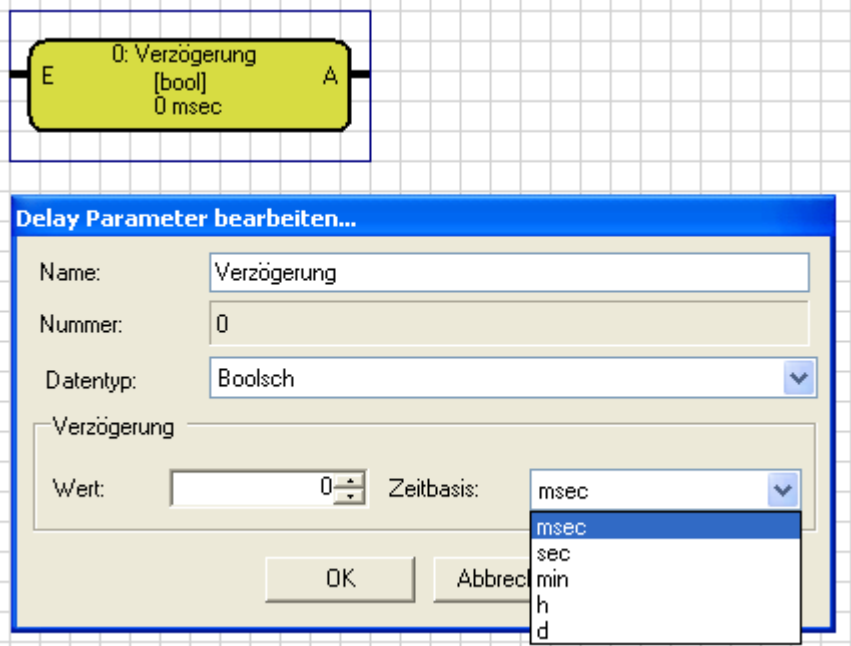 0: Verzögerung
E [bool] A
0 msec
Delay Parameter bearbeiten...
Name: Verzögerung
Nummer: 0
Datentyp: Boolsch
Verzögerung
Wert: 0 Zeitbasis: msec
msec
sec
OK Abbrech min
h
d